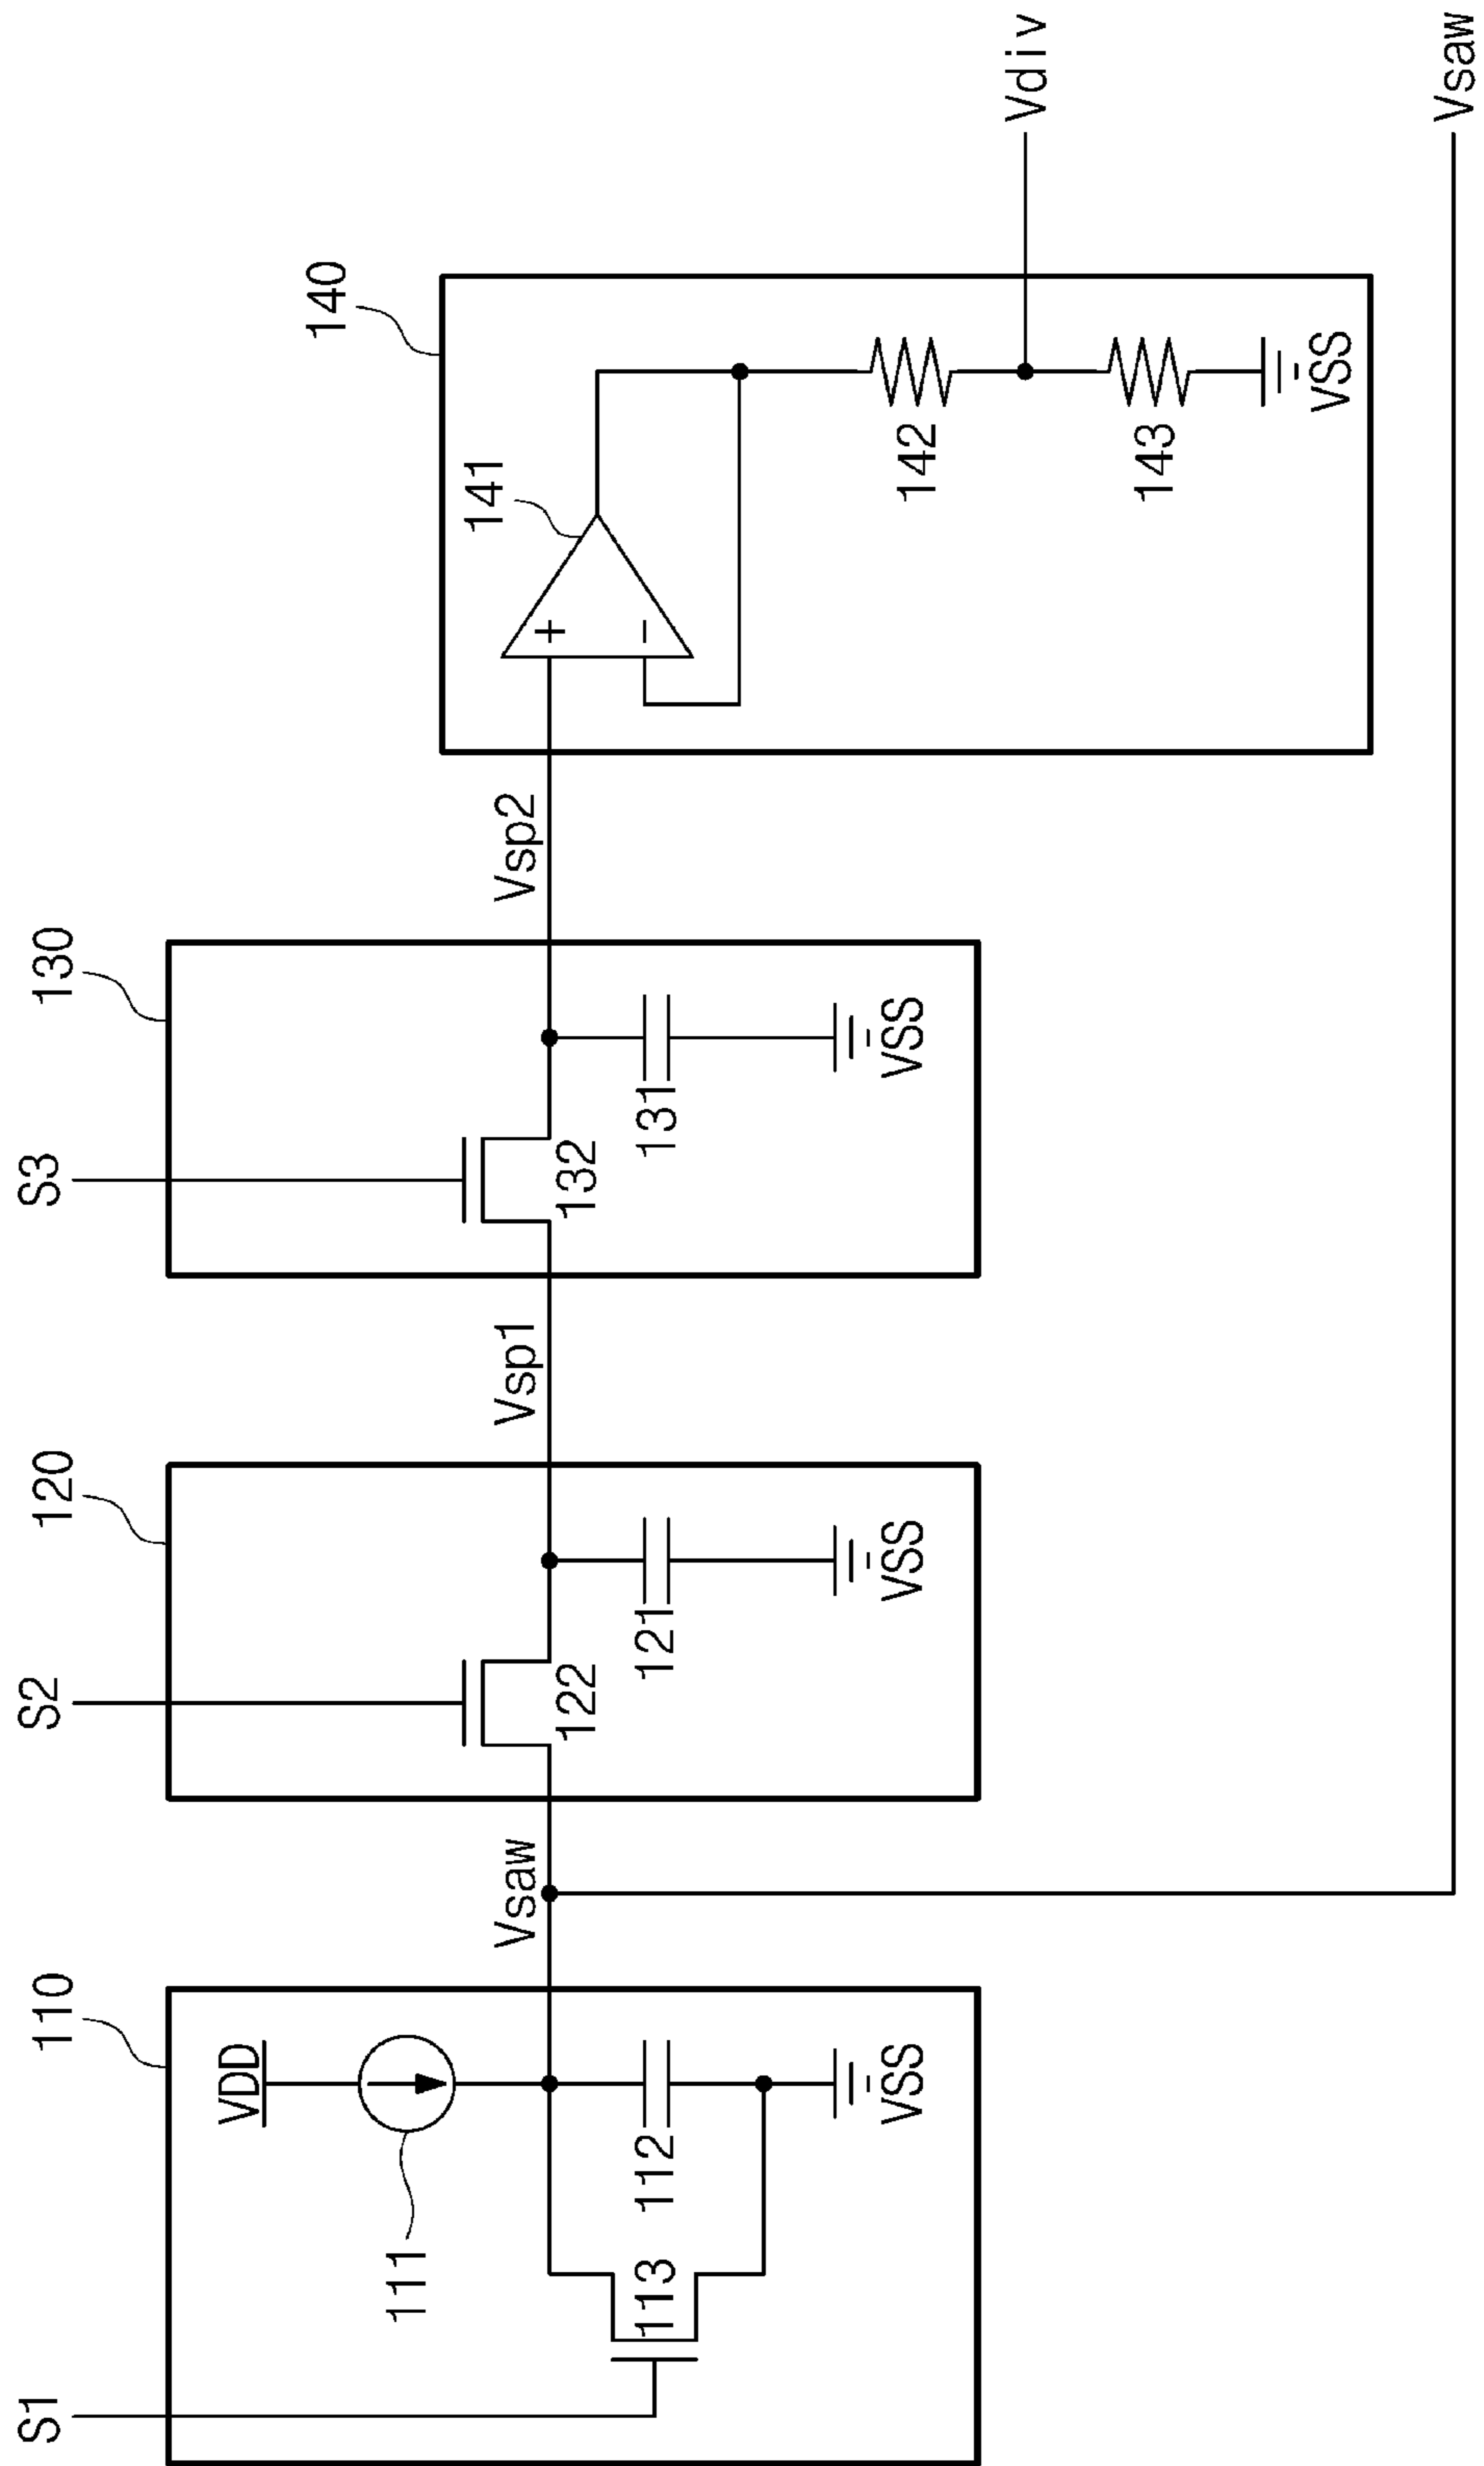 S1
110
VDD
111
113
112
VSS
Vsaw
S2
120
122
121
VSS
Vsp1
S3
130
132
131
VSS
Vsp2
140
141
+
-
142
143
VSS
Vdiv
Vsaw